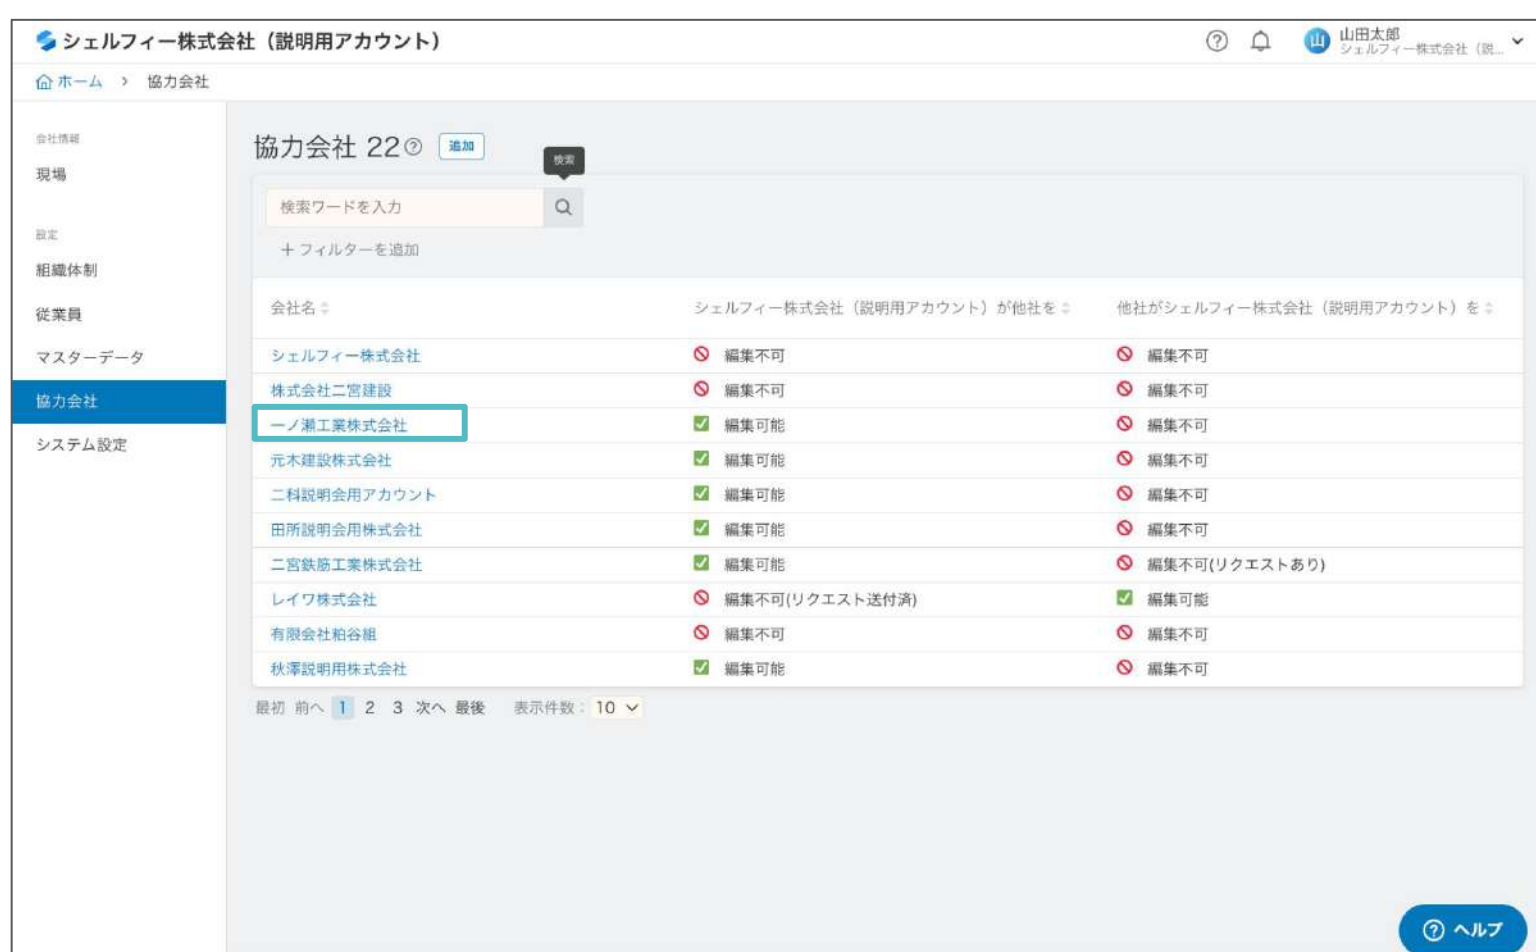 シェルフィー株式会社（説明用アカウント）
山田太郎
シェルフィー株式会社（説...
山
ホーム > 協力会社
会社情報
現場
設定
組織体制
従業員
マスターデータ
協力会社
システム設定
協力会社 22 追加
検索
検索ワードを入力
＋フィルターを追加
会社名 シェルフィー株式会社（説明用アカウント）が他社を 他社がシェルフィー株式会社（説明用アカウント）を
シェルフィー株式会社 編集不可 編集不可
株式会社二宮建設 編集不可 編集不可
一ノ瀬工業株式会社 編集可能 編集不可
元木建設株式会社 編集可能 編集不可
二科説明会用アカウント 編集可能 編集不可
田所説明会用株式会社 編集可能 編集不可
二宮鉄筋工業株式会社 編集可能 編集不可(リクエストあり)
レイワ株式会社 編集不可(リクエスト送付済) 編集可能
有限会社粕谷組 編集不可 編集不可
秋澤説明用株式会社 編集可能 編集不可
最初 前へ 1 2 3 次へ 最後 表示件数： 10
ヘルプ